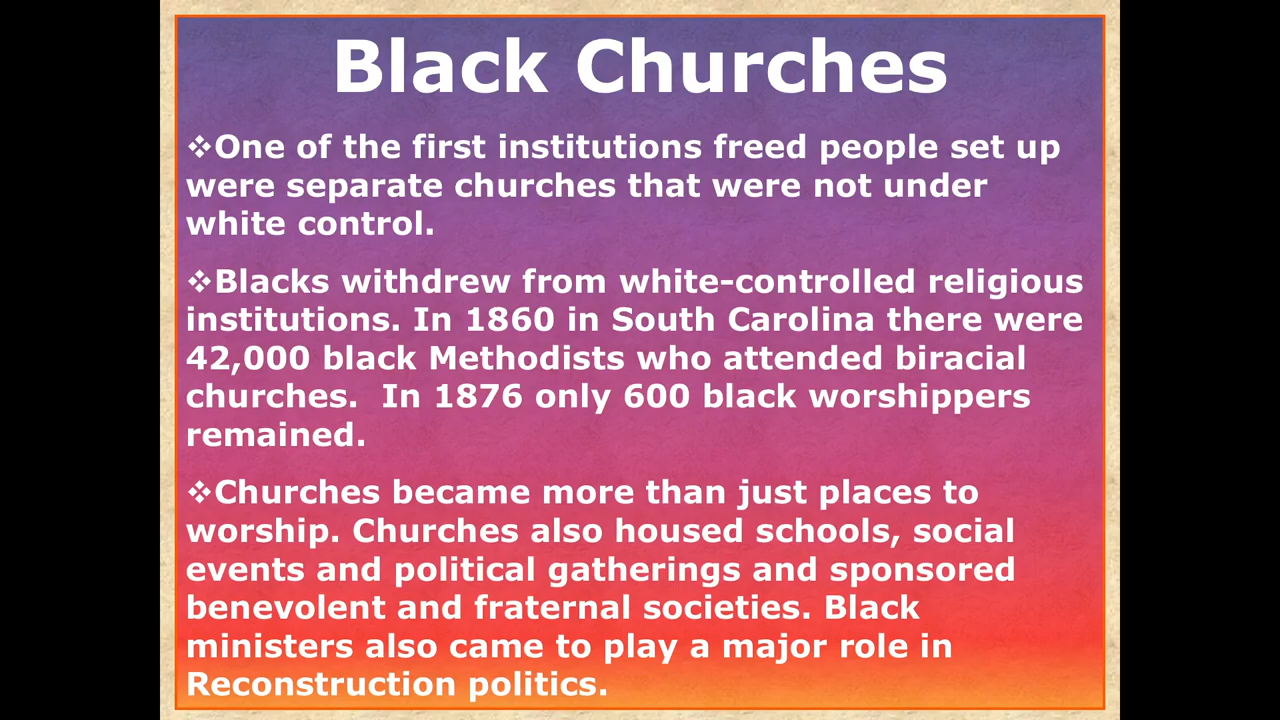 Black Churches
❖One of the first institutions freed people set up
were separate churches that were not under
white control.
❖Blacks withdrew from white-controlled religious
institutions. In 1860 in South Carolina there were
42,000 black Methodists who attended biracial
churches.  In 1876 only 600 black worshippers
remained.
❖Churches became more than just places to
worship. Churches also housed schools, social
events and political gatherings and sponsored
benevolent and fraternal societies. Black
ministers also came to play a major role in
Reconstruction politics.